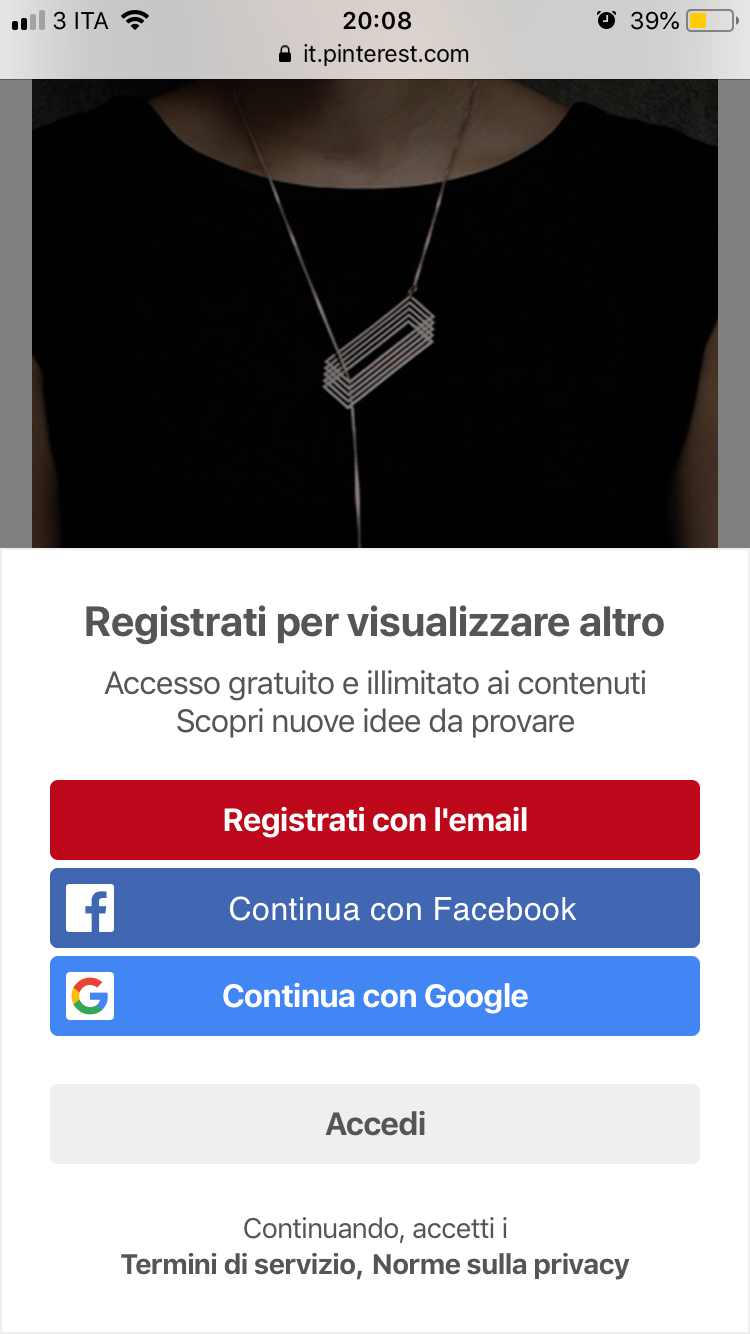 3 ITA 20:08 39%
it.pinterest.com
Registrati per visualizzare altro
Accesso gratuito e illimitato ai contenuti
Scopri nuove idee da provare
Registrati con l'email
Continua con Facebook
Continua con Google
Accedi
Continuando, accetti i
Termini di servizio, Norme sulla privacy